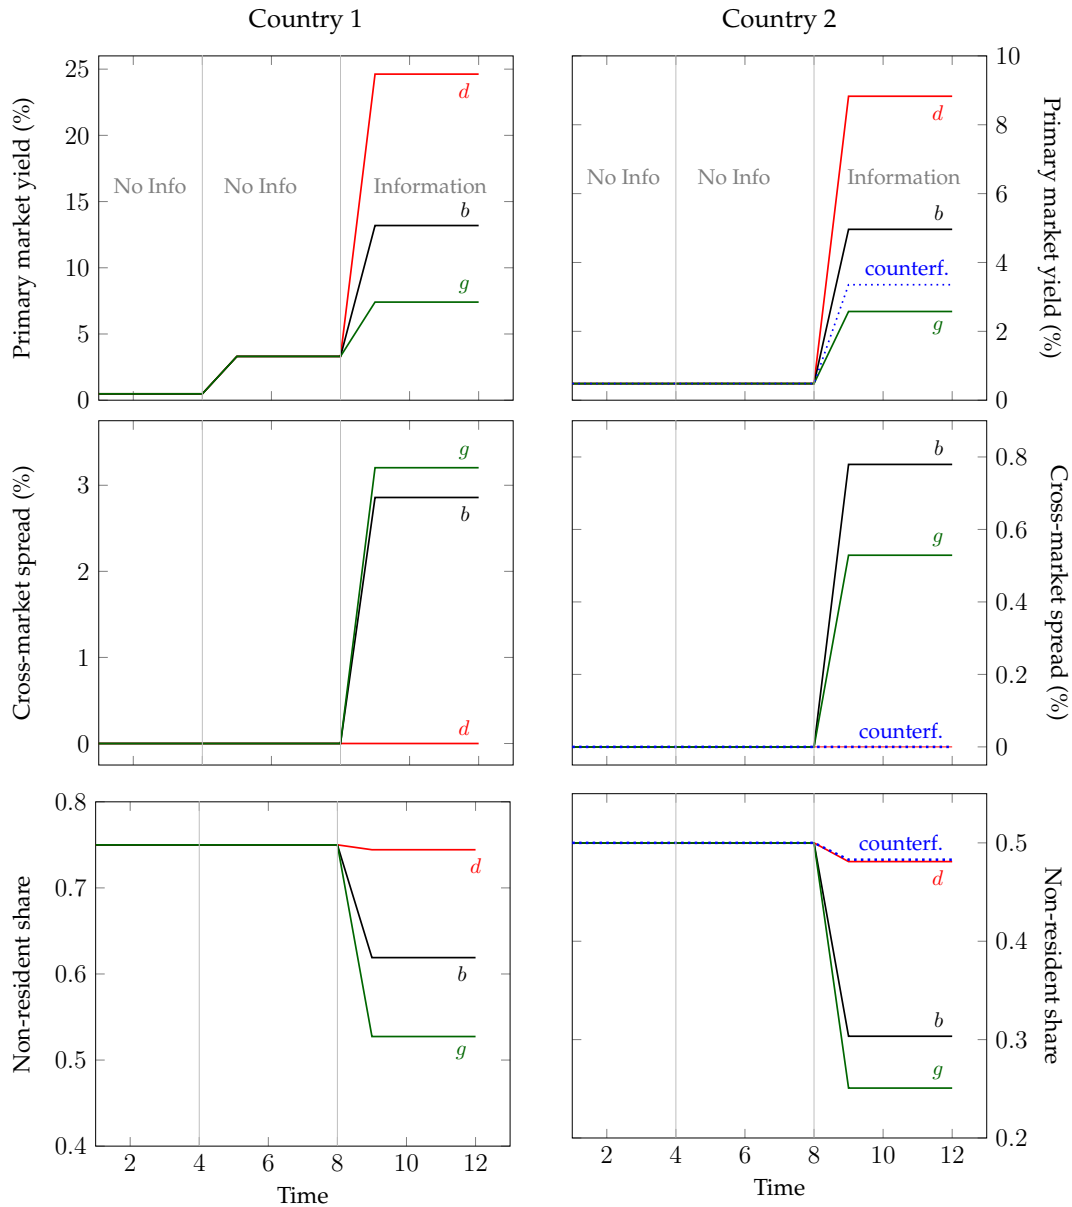 Country 1
Country 2
Primary market yield (%)
25
20
15
10
5
0
No Info
No Info
Information
d
b
g
10
8
6
4
2
0
Primary market yield (%)
No Info
No Info
Information
d
b
counterf.
g
Cross-market spread (%)
3
2
1
0
g
b
d
0.8
0.6
0.4
0.2
0
Cross-market spread (%)
b
g
counterf.
Non-resident share
0.8
0.7
0.6
0.5
0.4
d
b
g
2
4
6
8
10
12
Time
0.5
0.4
0.3
0.2
Non-resident share
counterf.
d
b
g
2
4
6
8
10
12
Time